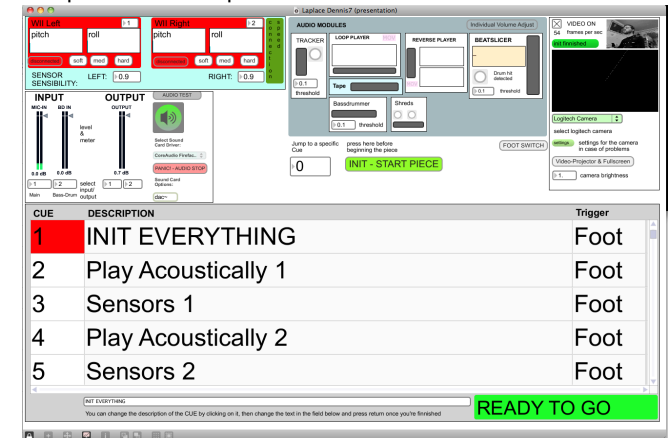 Laplace Dennis7 (presentation)
WII Left
1
WII Right
2
pitch
roll
pitch
roll
connection
speed
disconnected
soft
med
hard
disconnected
soft
med
hard
SENSOR
SENSIBILITY:
LEFT:
0.9
RIGHT:
0.9
AUDIO MODULES
Individual Volume Adjust
TRACKER
LOOP PLAYER
REVERSE PLAYER
BEATSLICER
0.1
threshold
Tape
Drum hit
detected
0.1
threshold
Bassdrummer
Shreds
0.1
threshold
VIDEO ON
54
frames per sec
init finnished
Logitech Camera
select logitech camera
settings
settings for the camera
in case of problems
Video-Projector & Fullscreen
1.
camera brightness
INPUT
OUTPUT
MIC-IN
BD IN
OUTPUT
level
&
meter
0.0 dB
0.0 dB
0.7 dB
1
2
select
input/
output
1
2
Main
Bass-Drum
AUDIO TEST
Select Sound
Card Driver:
CoreAudio Firefac..
PANIC! - AUDIO STOP
Sound Card
Options:
dac~
Jump to a specific
Cue
press here before
beginning the piece
FOOT SWITCH
0
INIT - START PIECE
CUE
DESCRIPTION
Trigger
1
INIT EVERYTHING
Foot
2
Play Acoustically 1
Foot
3
Sensors 1
Foot
4
Play Acoustically 2
Foot
5
Sensors 2
Foot
INIT EVERYTHING
You can change the description of the CUE by clicking on it, then change the text in the field below and press return once you're finnished
READY TO GO